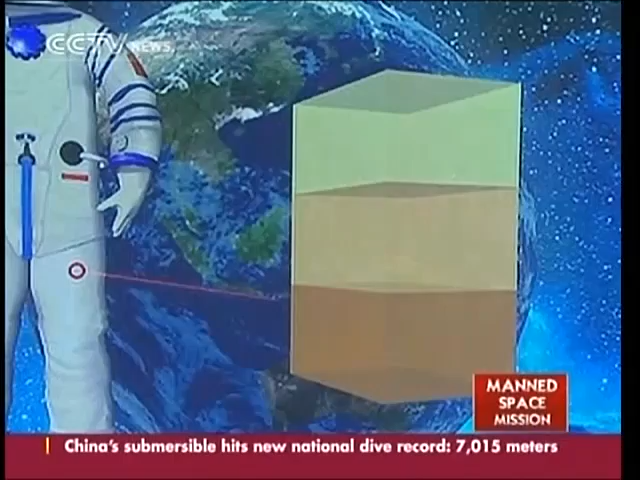 CCTV NEWS
MANNED
SPACE
MISSION
China's submersible hits new national dive record: 7,015 meters